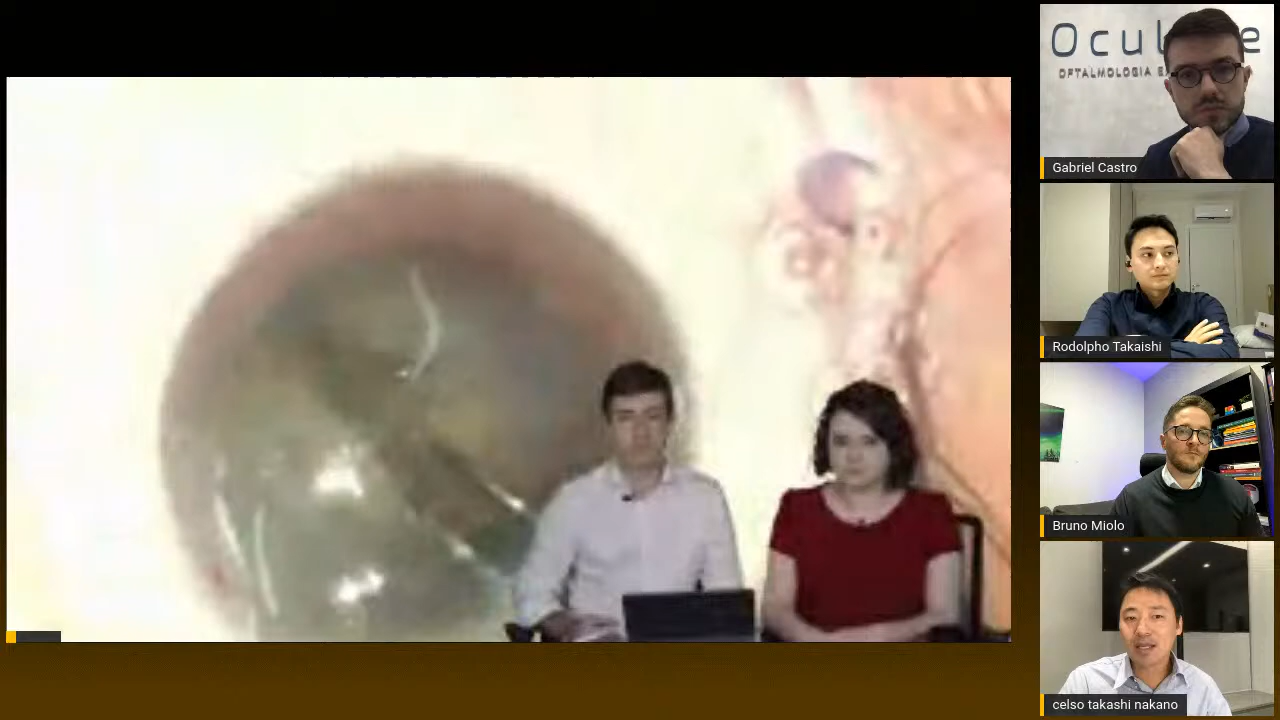 Ocul e
OFTALMOLOGIA E
Gabriel Castro
Rodolpho Takaishi
Bruno Miolo
celso takashi nakano